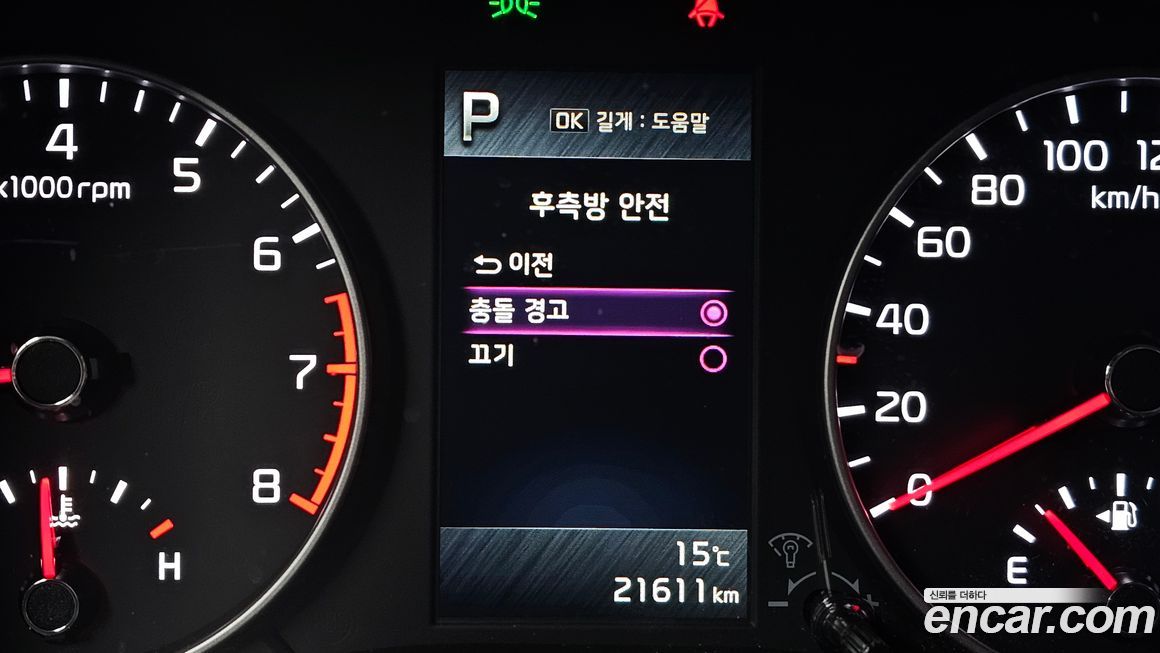 P
OK 길게 : 도움말
후측방 안전
이전
충돌 경고
끄기
15℃
21611 km
4
5
x1000 rpm
6
7
8
H
100
80
km/h
60
40
20
0
E
신뢰를 더하다
encar.com